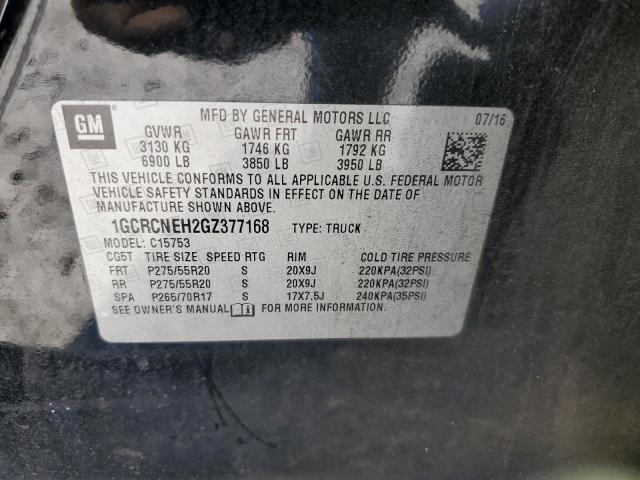 GM
MFD BY GENERAL MOTORS LLC 07/16
GVWR GAWR FRT GAWR RR
3130 KG 1746 KG 1792 KG
6900 LB 3850 LB 3950 LB
THIS VEHICLE CONFORMS TO ALL APPLICABLE U.S. FEDERAL MOTOR
VEHICLE SAFETY STANDARDS IN EFFECT ON THE DATE OF
MANUFACTURE SHOWN ABOVE.
1GCRCNEH2GZ377168 TYPE: TRUCK
MODEL: C15753
CG5T TIRE SIZE SPEED RTG RIM COLD TIRE PRESSURE
FRT P275/55R20 S 20X9J 220KPA(32PSI)
RR P275/55R20 S 20X9J 220KPA(32PSI)
SPA P265/70R17 S 17X7.5J 240KPA(35PSI)
SEE OWNER'S MANUAL FOR MORE INFORMATION.